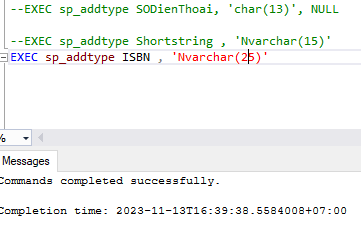 --EXEC sp_addtype SODienThoai, 'char(13)', NULL
--EXEC sp_addtype Shortstring , 'Nvarchar(15)'
EXEC sp_addtype ISBN , 'Nvarchar(25)'
%
Messages
Commands completed successfully.
Completion time: 2023-11-13T16:39:38.5584008+07:00